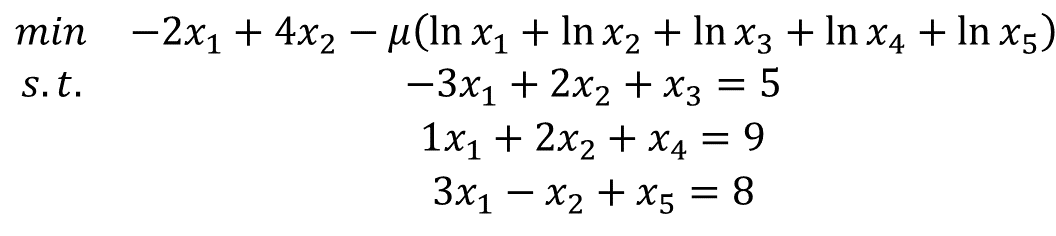 min −2x₁ + 4x₂ − μ(ln x₁ + ln x₂ + ln x₃ + ln x₄ + ln x₅)
s.t. −3x₁ + 2x₂ + x₃ = 5
1x₁ + 2x₂ + x₄ = 9
3x₁ − x₂ + x₅ = 8